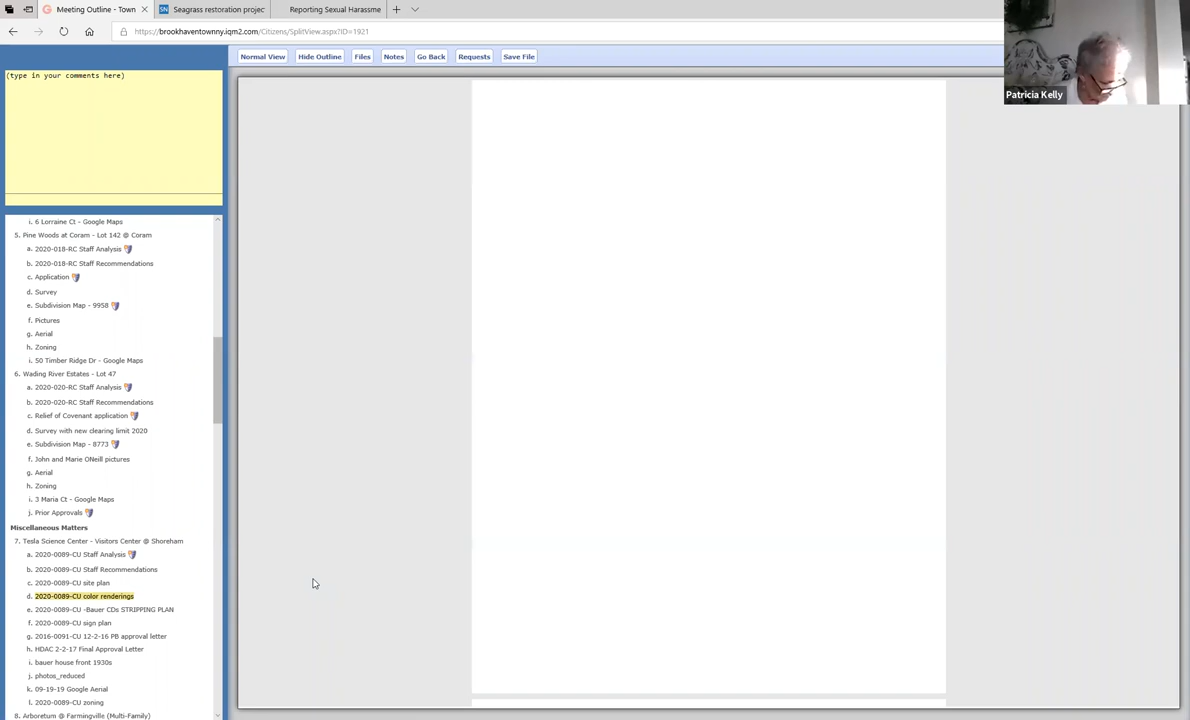 Meeting Outline - Town
Seagrass restoration projec
Reporting Sexual Harassme
https://brookhaventownny.iqm2.com/Citizens/SplitView.aspx?ID=1921
Normal View
Hide Outline
Files
Notes
Go Back
Requests
Save File
Patricia Kelly
(type in your comments here)
i. 6 Lorraine Ct - Google Maps
5. Pine Woods at Coram - Lot 142 @ Coram
a. 2020-018-RC Staff Analysis
b. 2020-018-RC Staff Recommendations
c. Application
d. Survey
e. Subdivision Map - 9958
f. Pictures
g. Aerial
h. Zoning
i. 50 Timber Ridge Dr - Google Maps
6. Wading River Estates - Lot 47
a. 2020-020-RC Staff Analysis
b. 2020-020-RC Staff Recommendations
c. Relief of Covenant application
d. Survey with new clearing limit 2020
e. Subdivision Map - 8773
f. John and Marie ONeill pictures
g. Aerial
h. Zoning
i. 3 Maria Ct - Google Maps
j. Prior Approvals
Miscellaneous Matters
7. Tesla Science Center - Visitors Center @ Shoreham
a. 2020-0089-CU Staff Analysis
b. 2020-0089-CU Staff Recommendations
c. 2020-0089-CU site plan
d. 2020-0089-CU color renderings
e. 2020-0089-CU -Bauer CDs STRIPPING PLAN
f. 2020-0089-CU sign plan
g. 2016-0091-CU 12-2-16 PB approval letter
h. HDAC 2-2-17 Final Approval Letter
i. bauer house front 1930s
j. photos_reduced
k. 09-19-19 Google Aerial
l. 2020-0089-CU zoning
8. Arboretum @ Farmingville (Multi-Family)